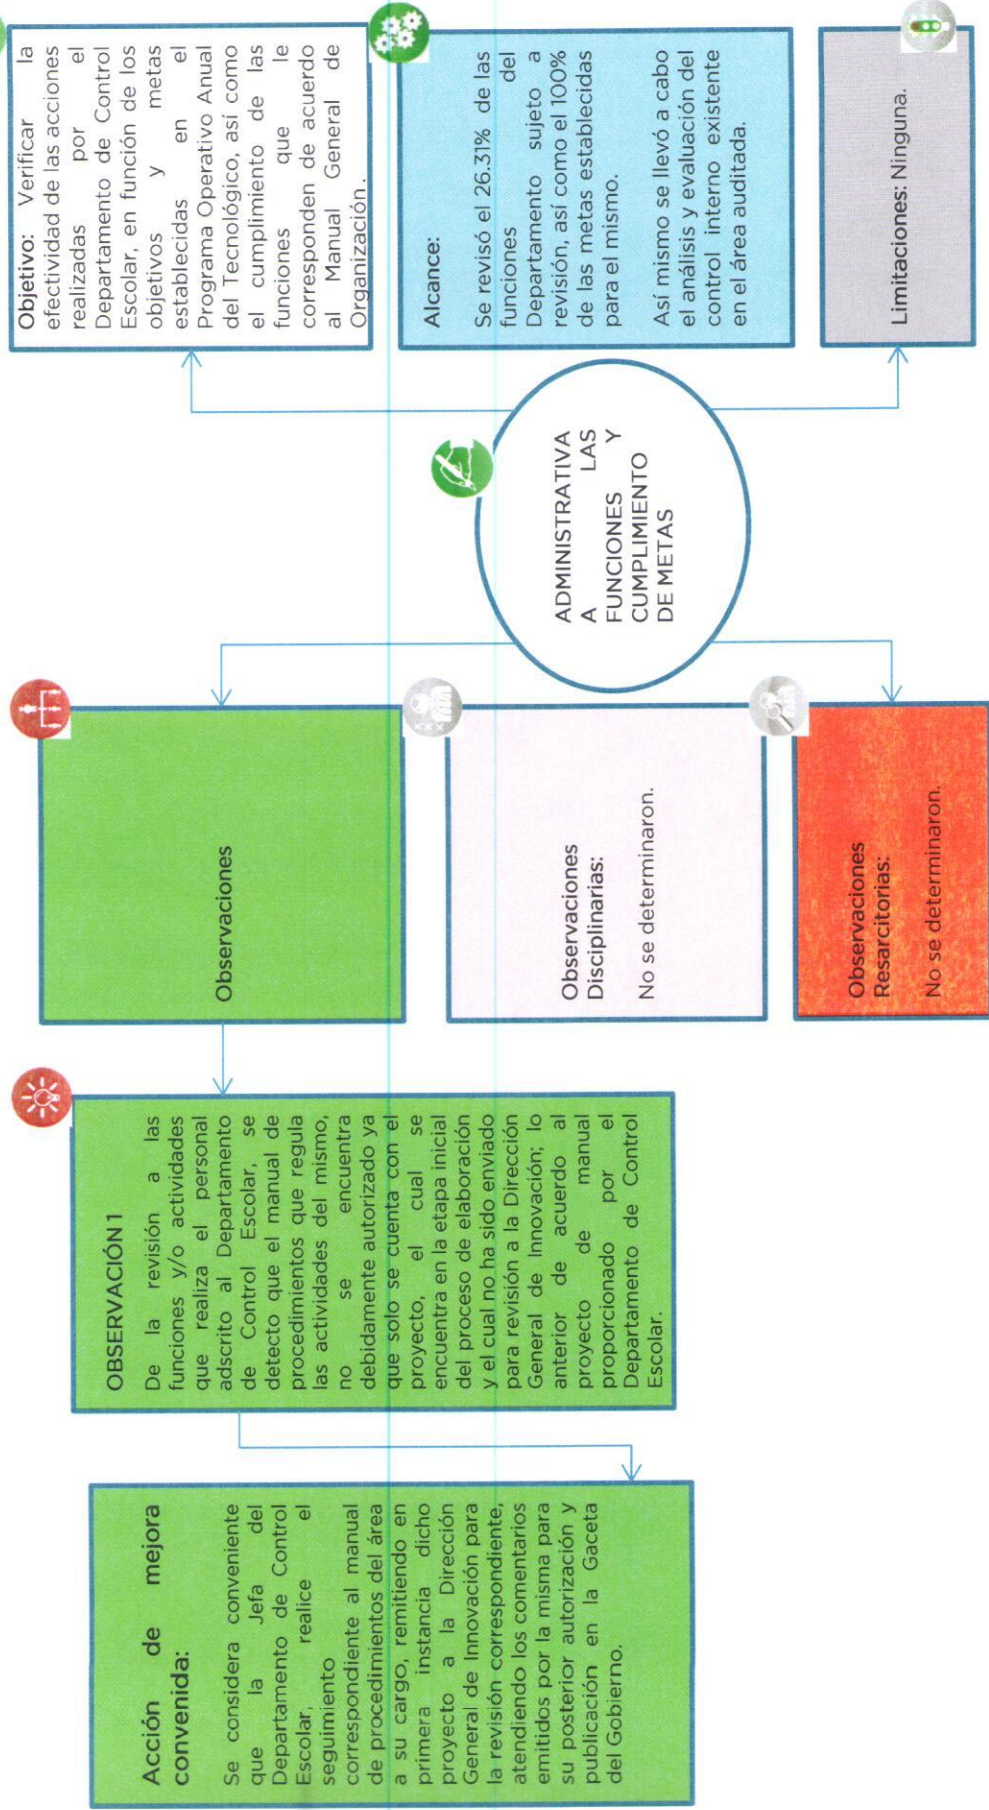 Objetivo: Verificar la
efectividad de las acciones
realizadas por el
Departamento de Control
Escolar, en función de los
objetivos y metas
establecidas en el
Programa Operativo Anual
del Tecnológico, así como
el cumplimiento de las
funciones que le
corresponden de acuerdo
al Manual General de
Organización.
Alcance:
Se revisó el 26.31% de las
funciones del
Departamento sujeto a
revisión, así como el 100%
de las metas establecidas
para el mismo.
Así mismo se llevó a cabo
el análisis y evaluación del
control interno existente
en el área auditada.
Limitaciones: Ninguna.
ADMINISTRATIVA
A LAS
FUNCIONES Y
CUMPLIMIENTO
DE METAS
Observaciones
Observaciones
Disciplinarias:
No se determinaron.
Observaciones
Resarcitorias:
No se determinaron.
OBSERVACIÓN 1
De la revisión a las
funciones y/o actividades
que realiza el personal
adscrito al Departamento
de Control Escolar, se
detecto que el manual de
procedimientos que regula
las actividades del mismo,
no se encuentra
debidamente autorizado ya
que solo se cuenta con el
proyecto, el cual se
encuentra en la etapa inicial
del proceso de elaboración
y el cual no ha sido enviado
para revisión a la Dirección
General de Innovación; lo
anterior de acuerdo al
proyecto de manual
proporcionado por el
Departamento de Control
Escolar.
Acción de mejora
convenida:
Se considera conveniente
que la Jefa del
Departamento de Control
Escolar, realice el
seguimiento
correspondiente al manual
de procedimientos del área
a su cargo, remitiendo en
primera instancia dicho
proyecto a la Dirección
General de Innovación para
la revisión correspondiente,
atendiendo los comentarios
emitidos por la misma para
su posterior autorización y
publicación en la Gaceta
del Gobierno.